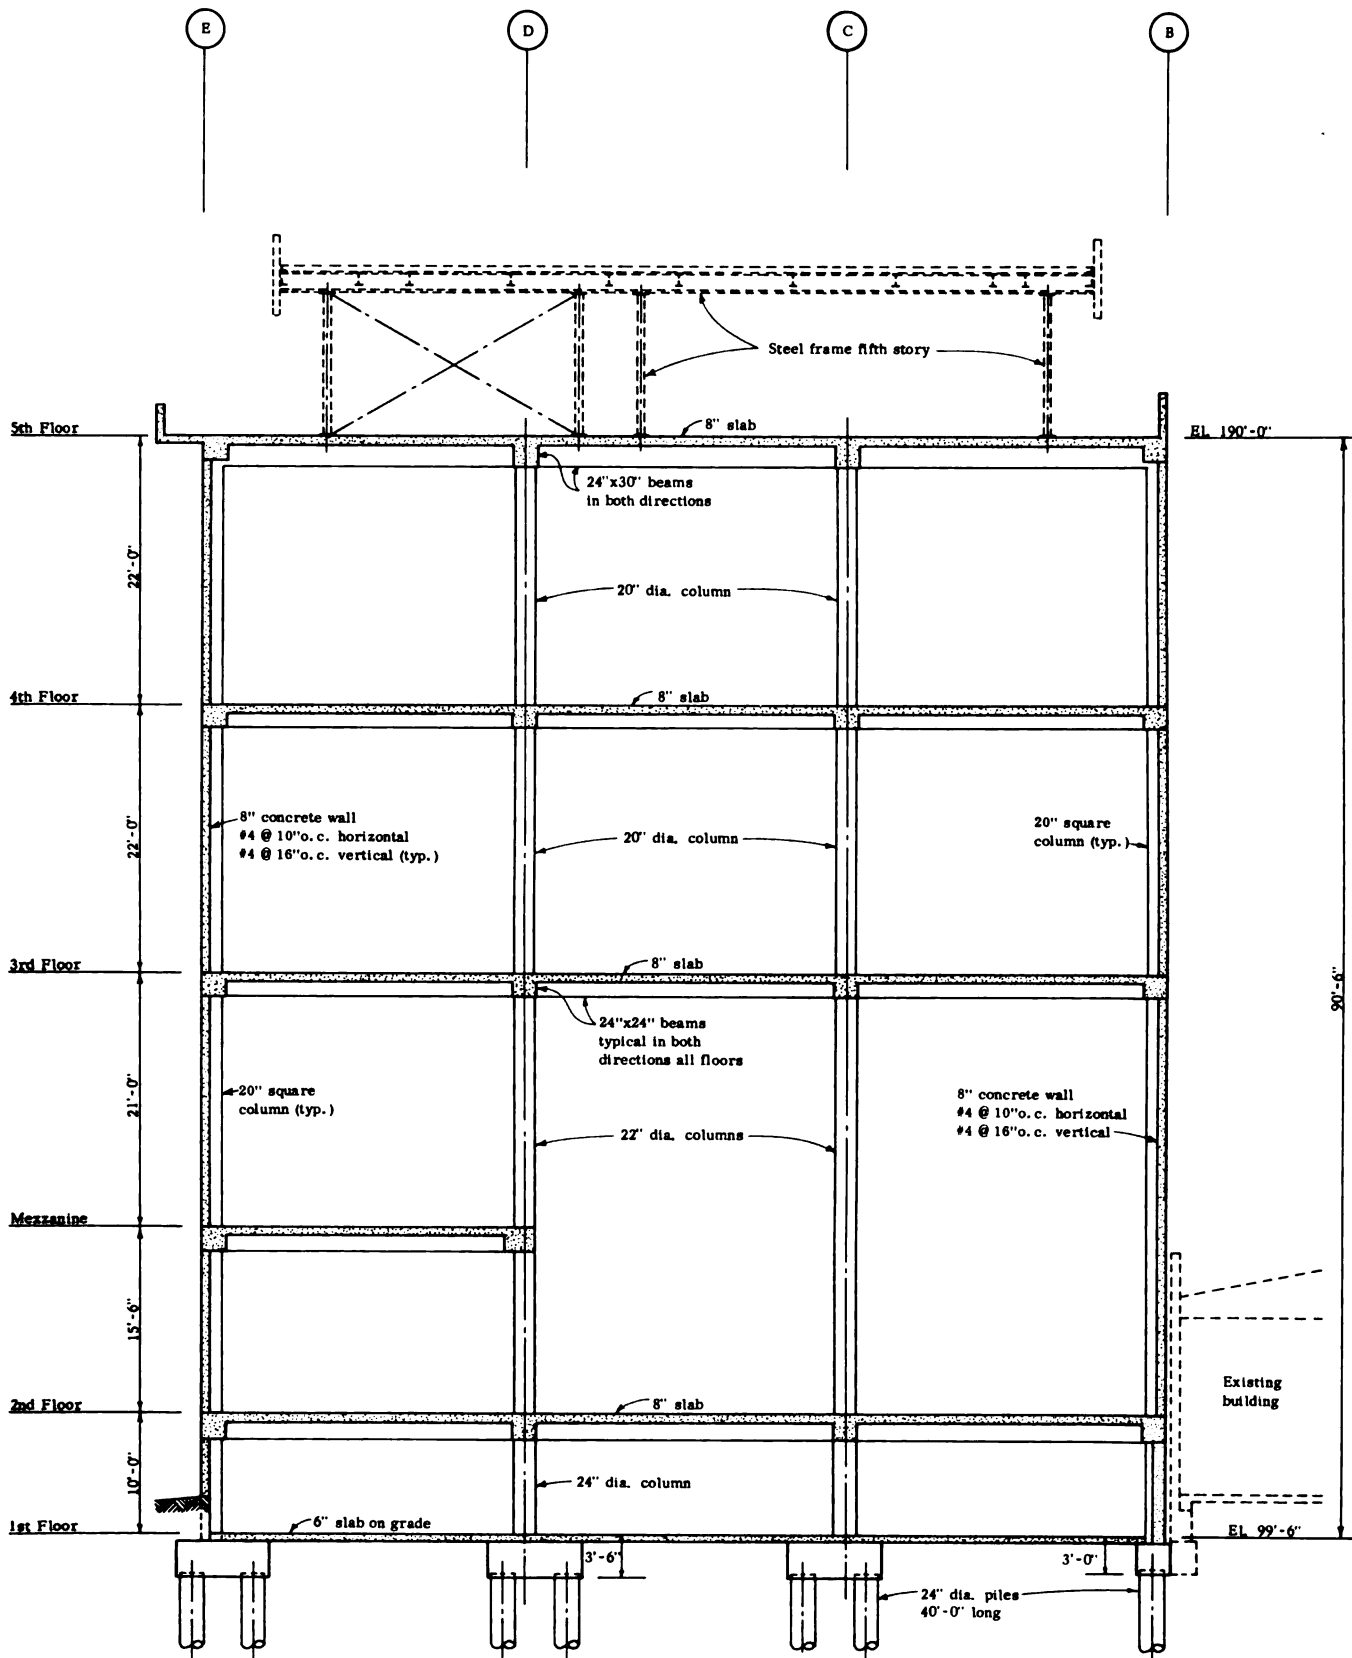 E
D
C
B
Steel frame fifth story
5th Floor
8" slab
EL 190'-0"
24"x30" beams
in both directions
22'-0"
20" dia. column
4th Floor
8" slab
8" concrete wall
#4 @ 10"o.c. horizontal
#4 @ 16"o.c. vertical (typ.)
22'-0"
20" dia. column
20" square
column (typ.)
3rd Floor
8" slab
90'-6"
24"x24" beams
typical in both
directions all floors
21'-0"
20" square
column (typ.)
8" concrete wall
#4 @ 10"o.c. horizontal
#4 @ 16"o.c. vertical
22" dia. columns
Mezzanine
15'-6"
Existing
building
2nd Floor
8" slab
10'-0"
24" dia. column
1st Floor
6" slab on grade
EL 99'-6"
3'-6"
3'-0"
24" dia. piles
40'-0" long